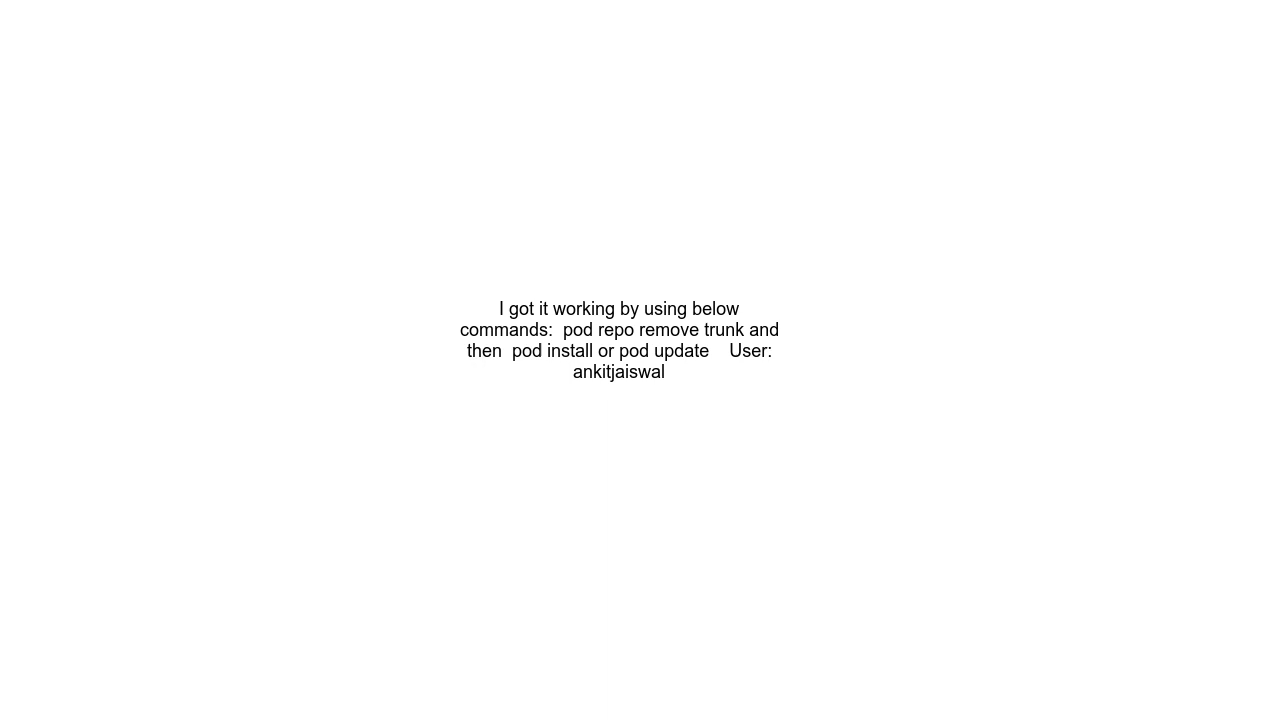 I got it working by using below
commands:  pod repo remove trunk and
then  pod install or pod update    User:
ankitjaiswal